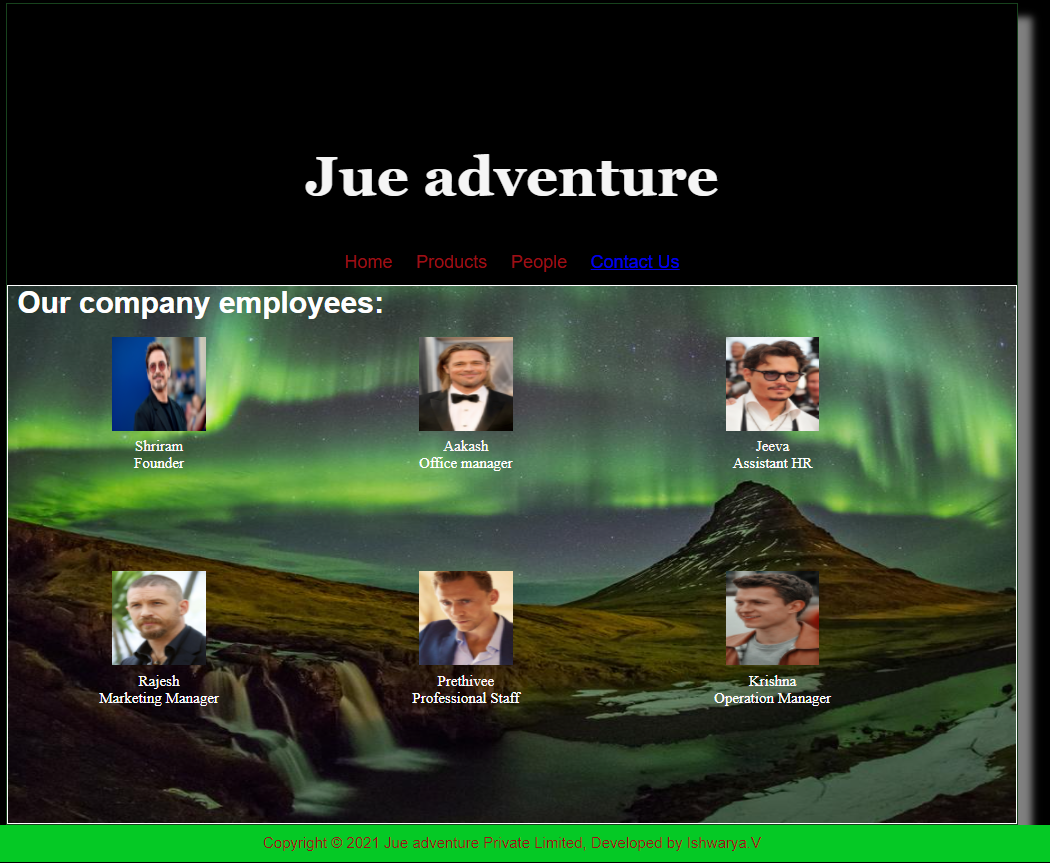 Jue adventure
Home Products People Contact Us
Our company employees:
Shriram
Founder
Aakash
Office manager
Jeeva
Assistant HR
Rajesh
Marketing Manager
Prethivee
Professional Staff
Krishna
Operation Manager
Copyright © 2021 Jue adventure Private Limited, Developed by Ishwarya.V